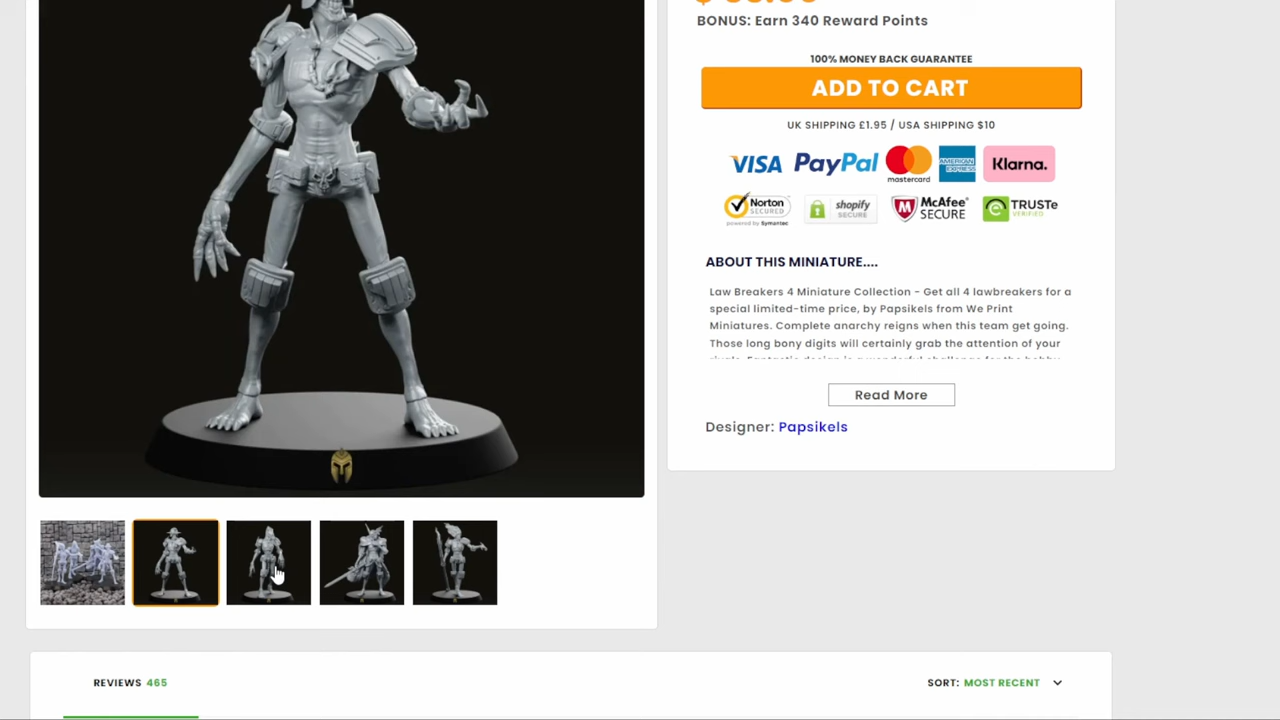 BONUS: Earn 340 Reward Points
100% MONEY BACK GUARANTEE
ADD TO CART
UK SHIPPING £1.95 / USA SHIPPING $10
VISA PayPal mastercard AMERICAN EXPRESS Klarna.
Norton SECURED powered by Symantec shopify SECURE McAfee SECURE TRUSTe VERIFIED
ABOUT THIS MINIATURE....
Law Breakers 4 Miniature Collection - Get all 4 lawbreakers for a
special limited-time price, by Papsikels from We Print
Miniatures. Complete anarchy reigns when this team get going.
Those long bony digits will certainly grab the attention of your
Read More
Designer: Papsikels
REVIEWS 465
SORT: MOST RECENT